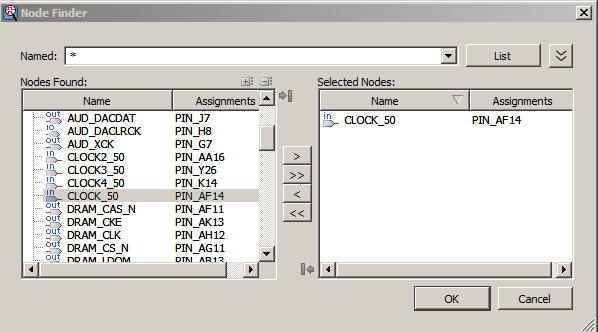 Node Finder
Named: * List
Nodes Found: Selected Nodes:
Name Assignments
out AUD_DACDAT PIN_J7
io AUD_DACLRCK PIN_H8
out AUD_XCK PIN_G7
in CLOCK2_50 PIN_AA16
in CLOCK3_50 PIN_Y26
in CLOCK4_50 PIN_K14
in CLOCK_50 PIN_AF14
out DRAM_CAS_N PIN_AF11
out DRAM_CKE PIN_AK13
out DRAM_CLK PIN_AH12
out DRAM_CS_N PIN_AG11
out DRAM_LDQM PIN_AB13
>
>>
<
<<
Name Assignments
in CLOCK_50 PIN_AF14
OK Cancel